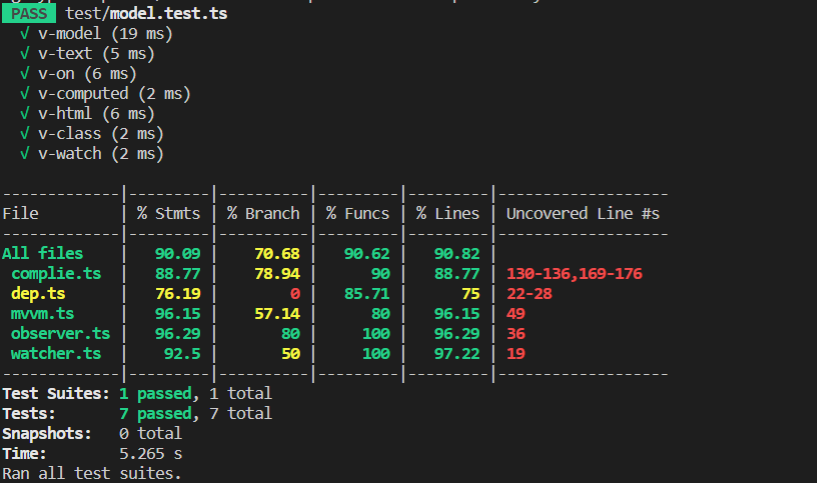 PASS test/model.test.ts
√ v-model (19 ms)
√ v-text (5 ms)
√ v-on (6 ms)
√ v-computed (2 ms)
√ v-html (6 ms)
√ v-class (2 ms)
√ v-watch (2 ms)
-------------|---------|----------|---------|---------|-------------------
File | % Stmts | % Branch | % Funcs | % Lines | Uncovered Line #s
-------------|---------|----------|---------|---------|-------------------
All files | 90.09 | 70.68 | 90.62 | 90.82 |
complie.ts | 88.77 | 78.94 | 90 | 88.77 | 130-136,169-176
dep.ts | 76.19 | 0 | 85.71 | 75 | 22-28
mvvm.ts | 96.15 | 57.14 | 80 | 96.15 | 49
observer.ts | 96.29 | 80 | 100 | 96.29 | 36
watcher.ts | 92.5 | 50 | 100 | 97.22 | 19
-------------|---------|----------|---------|---------|-------------------
Test Suites: 1 passed, 1 total
Tests: 7 passed, 7 total
Snapshots: 0 total
Time: 5.265 s
Ran all test suites.